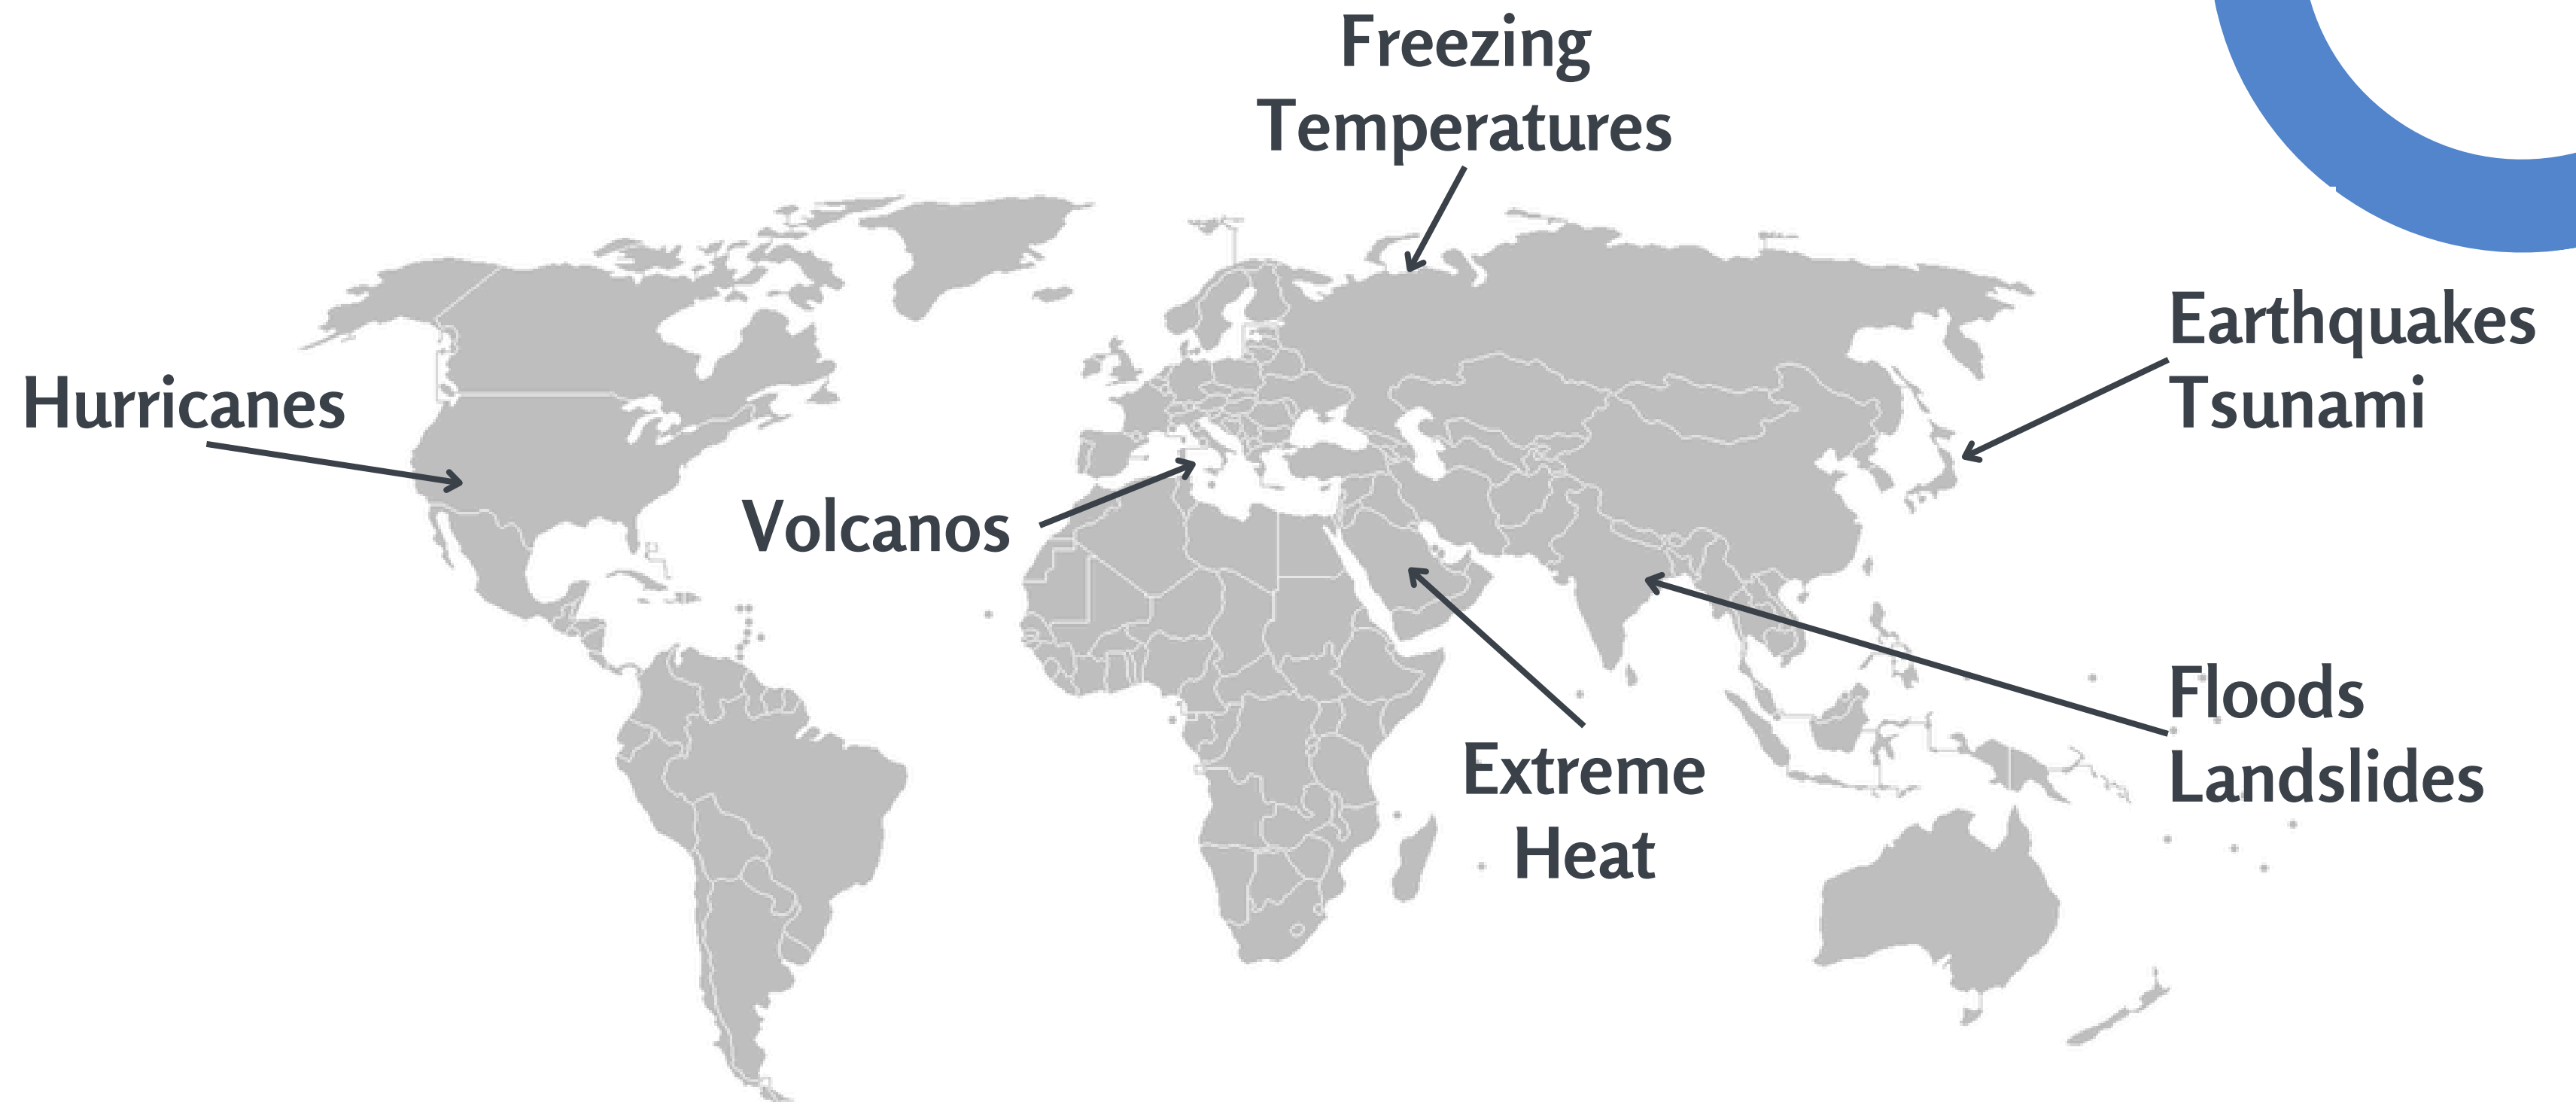 Freezing
Temperatures
Earthquakes
Tsunami
Hurricanes
Volcanos
Floods
Landslides
Extreme
Heat